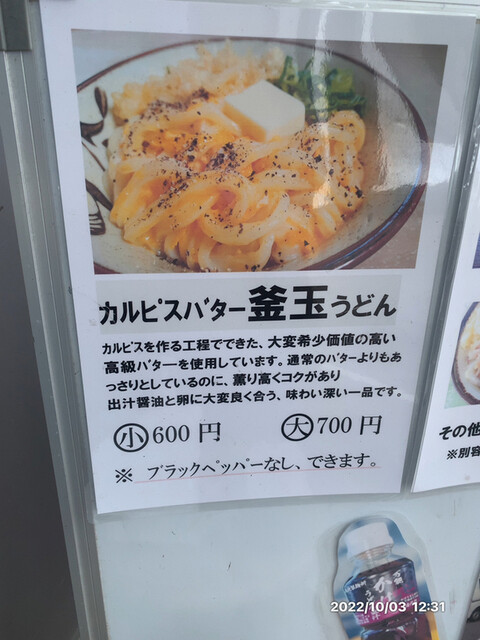 カルピスバター釜玉うどん
カルピスを作る工程でできた、大変希少価値の高い
高級バターを使用しています。通常のバターよりもあ
っさりとしているのに、薫り高くコクがあり
出汁醤油と卵に大変良く合う、味わい深い一品です。
小600円 大700円
※ ブラックペッパーなし、できます。
その他
※別容
2022/10/03 12:31